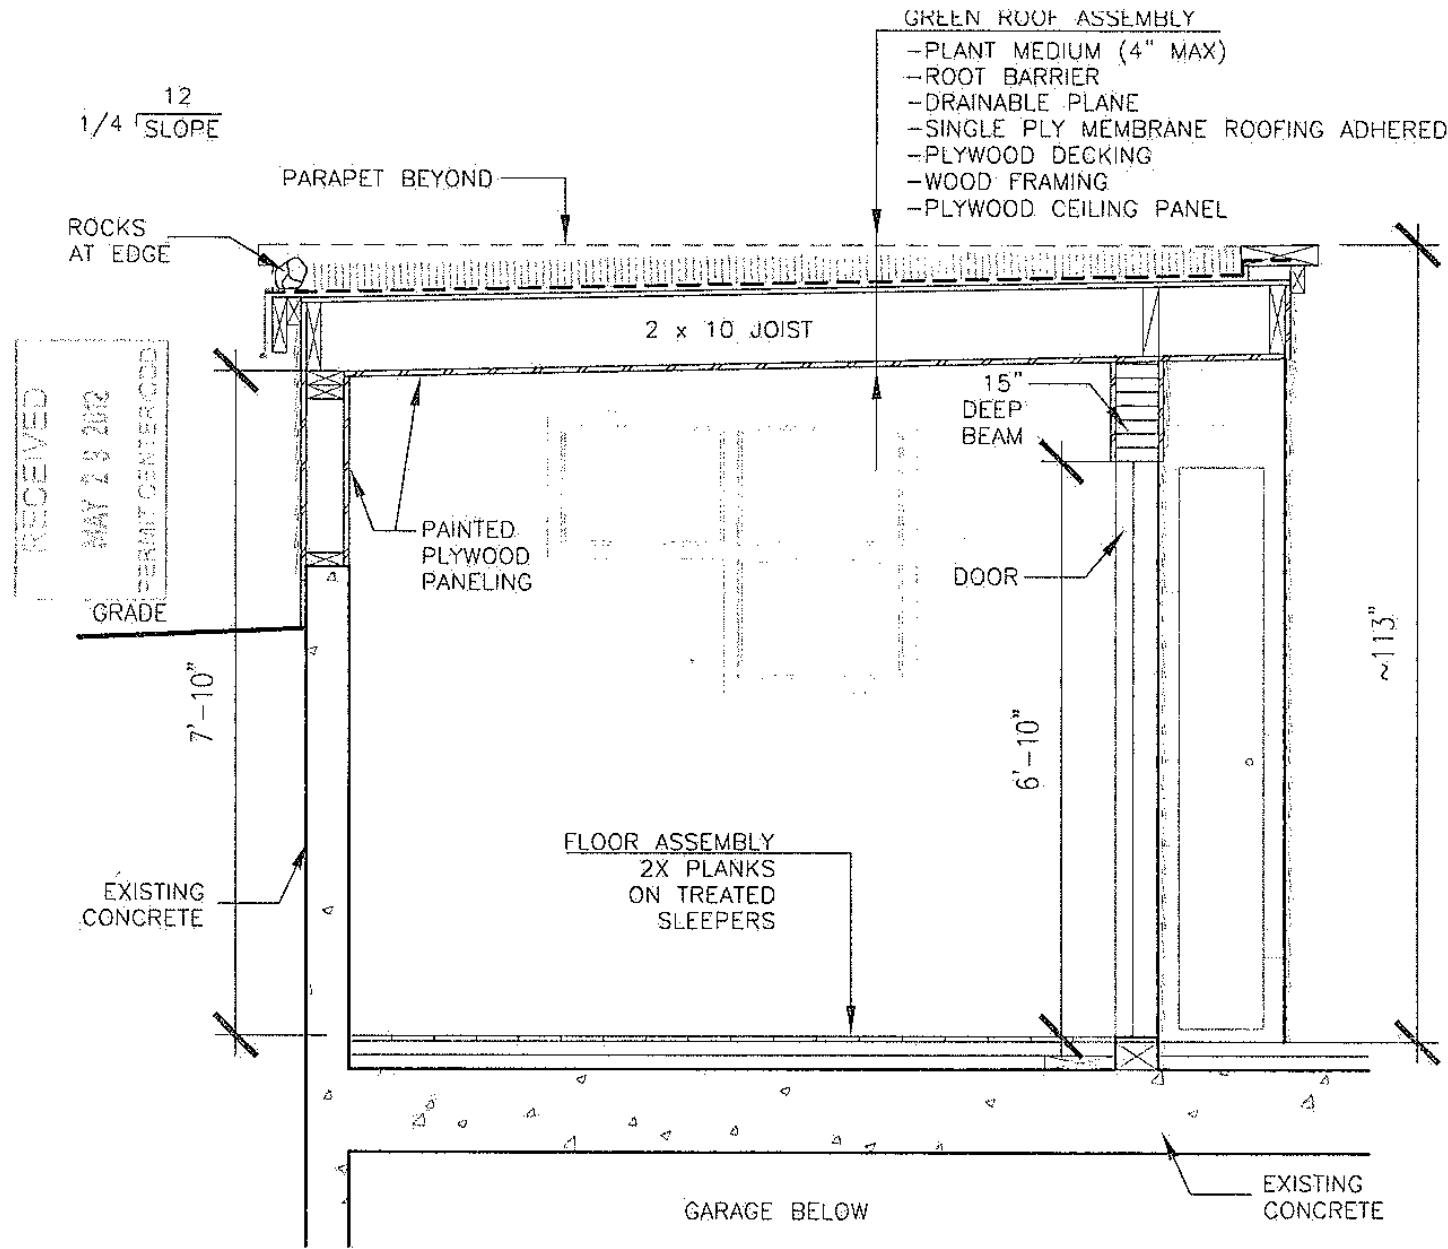 GREEN ROOF ASSEMBLY
-PLANT MEDIUM (4" MAX)
-ROOT BARRIER
-DRAINABLE PLANE
-SINGLE PLY MEMBRANE ROOFING ADHERED
-PLYWOOD DECKING
-WOOD FRAMING
-PLYWOOD CEILING PANEL
12
1/4 SLOPE
PARAPET BEYOND
ROCKS
AT EDGE
2 x 10 JOIST
15"
DEEP
BEAM
RECEIVED
MAY 2 2012
PERMIT CENTER
PAINTED
PLYWOOD
PANELING
DOOR
GRADE
~113"
7'-10"
6'-10"
FLOOR ASSEMBLY
2X PLANKS
ON TREATED
SLEEPERS
EXISTING
CONCRETE
EXISTING
CONCRETE
GARAGE BELOW